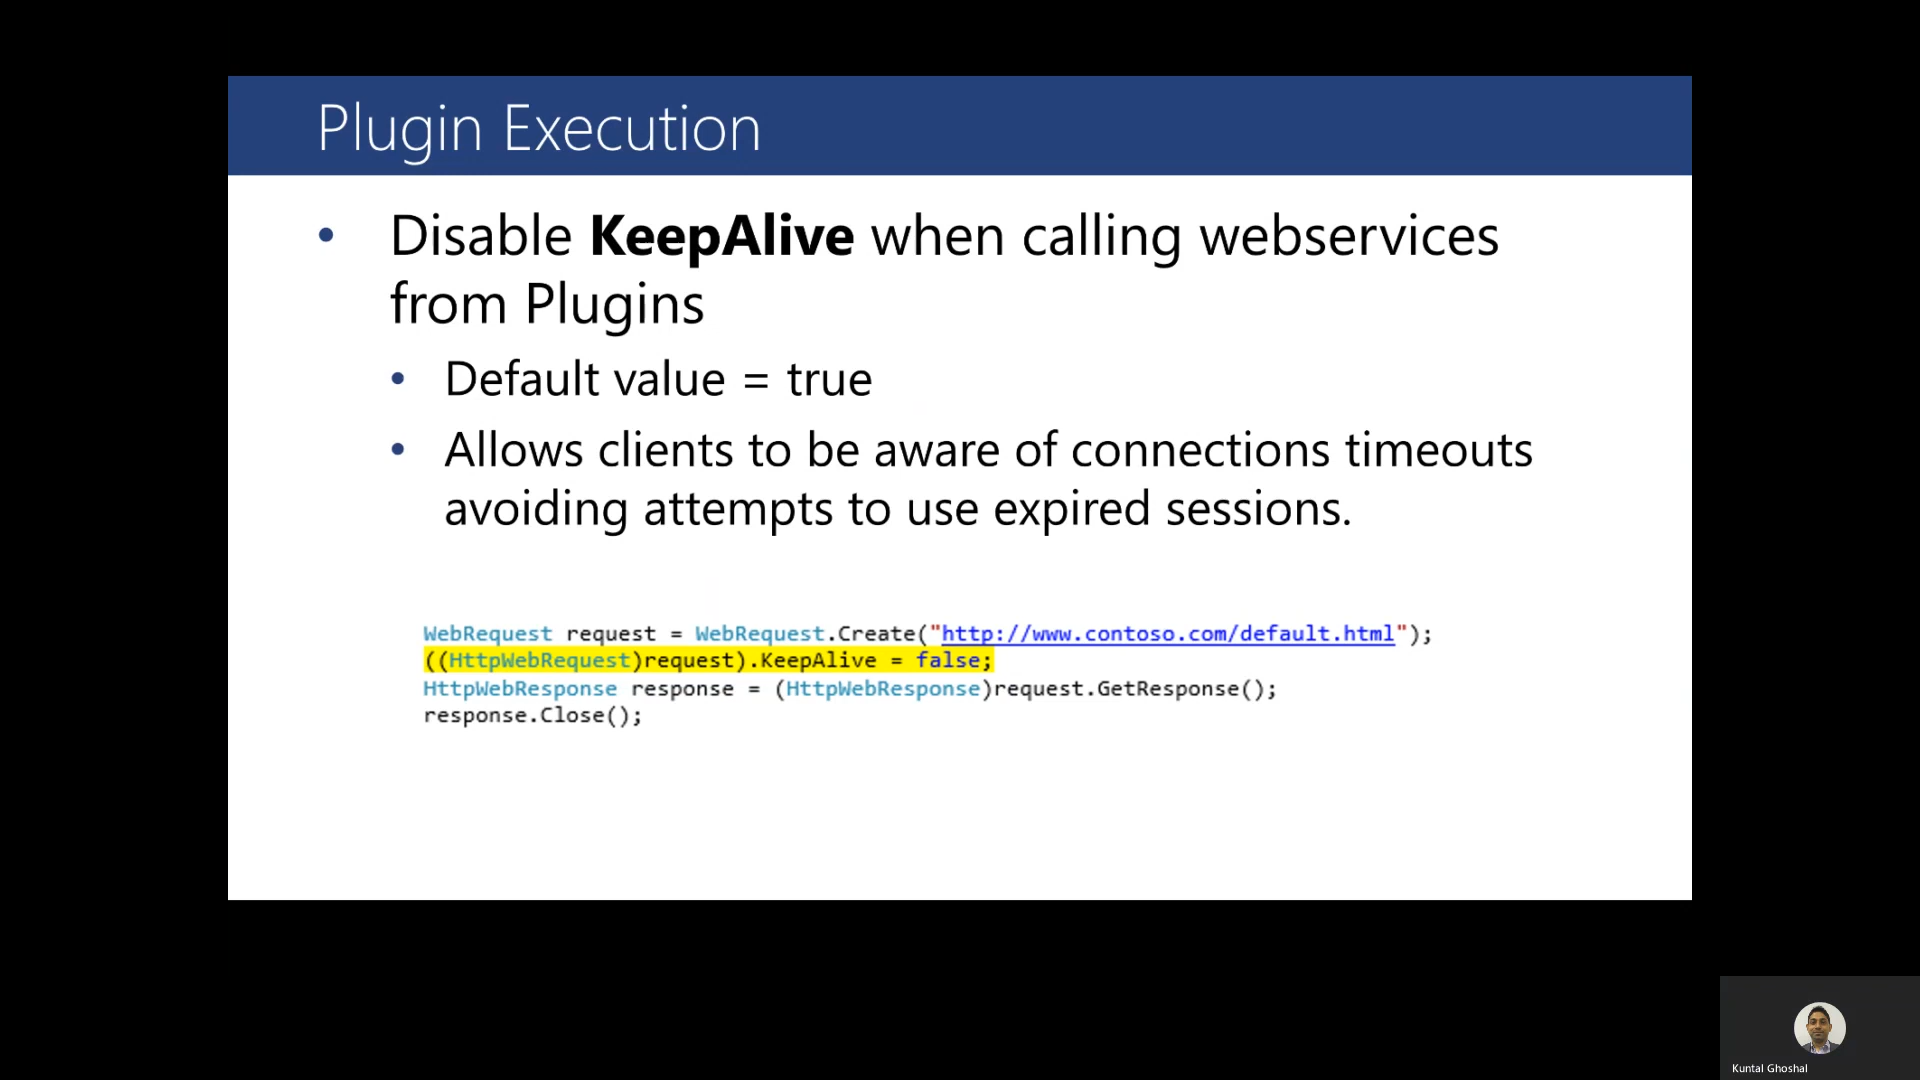 Plugin Execution
• Disable KeepAlive when calling webservices
from Plugins
• Default value = true
• Allows clients to be aware of connections timeouts
avoiding attempts to use expired sessions.
WebRequest request = WebRequest.Create("http://www.contoso.com/default.html");
((HttpWebRequest)request).KeepAlive = false;
HttpWebResponse response = (HttpWebResponse)request.GetResponse();
response.Close();
Kuntal Ghoshal